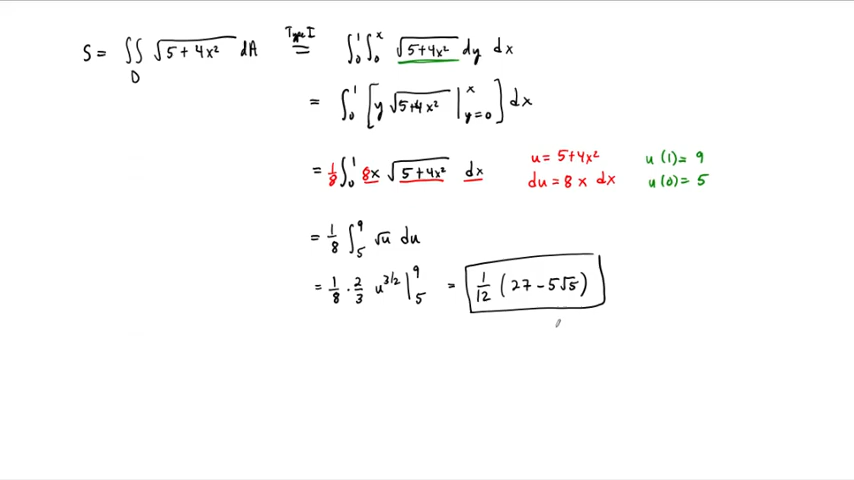 S = ∬_D √(5 + 4x²) dA  =^(Type I)  ∫₀¹ ∫₀ˣ √(5+4x²) dy dx
= ∫₀¹ [ y √(5+4x²) |_{y=0}^{x} ] dx
= 1/8 ∫₀¹ 8x √(5+4x²) dx    u = 5+4x²    u(1) = 9
du = 8x dx    u(0) = 5
= 1/8 ∫₅⁹ √u du
= 1/8 · 2/3 u^(3/2) |₅⁹ = 1/12 (27 − 5√5)